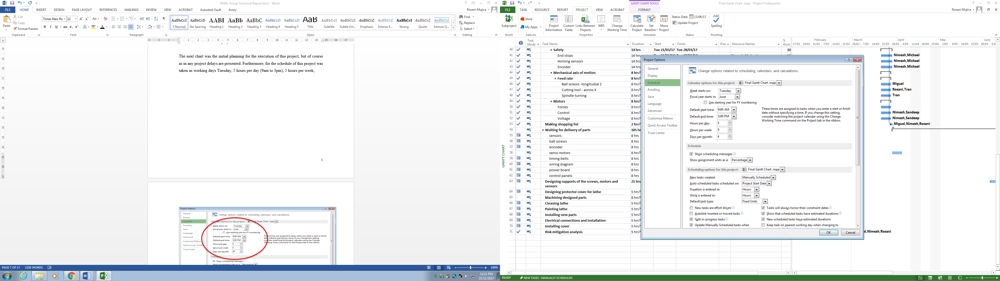 FINAL Group Technical Report.docx - Word
FILE HOME INSERT DESIGN PAGE LAYOUT REFERENCES MAILINGS REVIEW VIEW ACROBAT Autodesk Vault Avery
Rosani Mujica
Paste
Cut
Copy
Format Painter
Clipboard
Times New Ro 12
Font
Paragraph
AaBbCcI AaBbCcD AABI AaBb AaBbC AaBbCcD AaBbCcD AaB AaBbCcI AaBbCcD AaBbCcD AaBbCcD AaBbCcI AaBbCcD AaBbCcD
¶ Normal No Spacing Heading 1 Heading 2 Heading 3 Heading 4 Heading 5 Title Subtitle Subtle Em... Emphasis Intense E... Strong Quote Intense Q...
Styles
Find
Replace
Select
Editing
The next chart was the initial planning for the execution of this project, but of course
as in any project delays are presented. Furthermore, for the schedule of this project was
taken as working days Tuesday, 5 hours per day (9am to 3pm), 5 hours per week,
6
Project Options
General
Display
Schedule
Proofing
Save
Language
Advanced
Customize Ribbon
Quick Access Toolbar
Trust Center
Change options related to scheduling, calendars, and calculations.
Calendar options for this project: Final Gantt Chart .mpp
Week starts on: Tuesday
Fiscal year starts in: June
Use starting year for FY numbering
Default start time: 9:00 AM
Default end time: 3:00 PM
Hours per day: 5
Hours per week: 5
Days per month: 20
These times are assigned to tasks when you enter a start or finish
date without specifying a time. If you change this setting,
consider matching the project calendar using the Change
Working Time command on the Project tab in the ribbon.
Schedule
Show scheduling messages
Show assignment units as a: Percentage
PAGE 7 OF 17 2236 WORDS
100%
12:11 PM
21/11/2017
GANTT CHART TOOLS
Final Gantt Chart .mpp - Project Professional
FILE TASK RESOURCE REPORT PROJECT VIEW ACROBAT FORMAT
Rosani Mujica
Subproject
Insert
Store
My Apps
Add-ins
Project Information
Custom Fields
Links Between Projects
WBS
Change Working Time
Properties
Calculate Project
Set Baseline
Move Project
Schedule
Status Date: 13/06/17
Update Project
Status
ABC
Spelling
Proofing
Task Mode Task Name Duration Start Finish Prec Resource Names % Work
February March April May June
17/01 24/01 31/01 7/02 14/02 21/02 28/02 7/03 14/03 21/03 28/03 4/04 11/04 18/04 25/04 2/05 9/05 16/05 23/05 30/05 6/0
40 Safety 14 hrs Tue 21/03/17 Tue 28/03/17 10
41 End stops 14 hrs Nimesh,Michael
42 Homing sensors 14 hrs Nimesh,Michael
43 Encoder 14 hrs Nimesh,Michael
44 Mechanical axis of motion 8 hrs?
45 Feed rate 8 hrs?
46 Ball screws -longitudial Z 8 hrs? Miguel
47 Cutting tool - across X 8 hrs? Rosani,Tran
48 Spindle turning 8 hrs? Tran
49 Motors 8 hrs?
50 Forces 8 hrs?
51 Control 8 hrs? Nimesh,Sandeep
52 Voltage 8 hrs? Nimesh,Sandeep
53 Making shopping list 2 hrs? Miguel,Nimesh,Rosani
54 Waiting for delivery of parts 105 hr
55 sensors 8 hrs
56 ball screws 8 hrs
57 encoder 8 hrs
58 servo motors 8 hrs
59 timing belts 8 hrs
60 wiring diagram 8 hrs
61 power board 8 hrs
62 control panels 8 hrs
63 Designing supports of the screws, motors and 21 hrs
sensors
64 Designing protector cover for lathe 5 hrs?
65 Machining designed parts 8 hrs
66 Cleaning lathe 5 hrs?
67 Painting lathe 5 hrs?
68 Installing new parts 5 hrs?
69 Electrical connections and installation 5 hrs?
70 Installing cover 5 hrs?
71 Risk mitigation analysis 5 hrs? el,Nimesh,Rosani
GANTT CHART
Project Options
General
Display
Schedule
Proofing
Save
Language
Advanced
Customize Ribbon
Quick Access Toolbar
Trust Center
Change options related to scheduling, calendars, and calculations.
Calendar options for this project: Final Gantt Chart .mpp
Week starts on: Tuesday
Fiscal year starts in: June
Use starting year for FY numbering
Default start time: 9:00 AM
Default end time: 3:00 PM
Hours per day: 5
Hours per week: 5
Days per month: 4
These times are assigned to tasks when you enter a start or finish
date without specifying a time. If you change this setting,
consider matching the project calendar using the Change
Working Time command on the Project tab in the ribbon.
Schedule
Show scheduling messages
Show assignment units as a: Percentage
Scheduling options for this project: Final Gantt Chart .mpp
New tasks created: Manually Scheduled
Auto scheduled tasks scheduled on: Project Start Date
Duration is entered in: Hours
Work is entered in: Hours
Default task type: Fixed Units
New tasks are effort driven
Autolink inserted or moved tasks
Split in-progress tasks
Update Manually Scheduled tasks when
Tasks will always honor their constraint dates
Show that scheduled tasks have estimated durations
New scheduled tasks have estimated durations
Keep task on nearest working day when changing to
OK Cancel
READY NEW TASKS : MANUALLY SCHEDULED